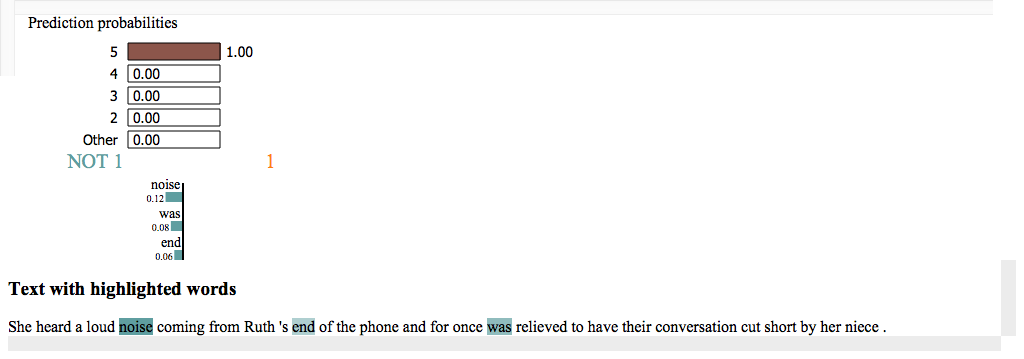 Prediction probabilities
5 1.00
4 0.00
3 0.00
2 0.00
Other 0.00
NOT 1 1
noise
0.12
was
0.08
end
0.06
Text with highlighted words
She heard a loud noise coming from Ruth 's end of the phone and for once was relieved to have their conversation cut short by her niece .